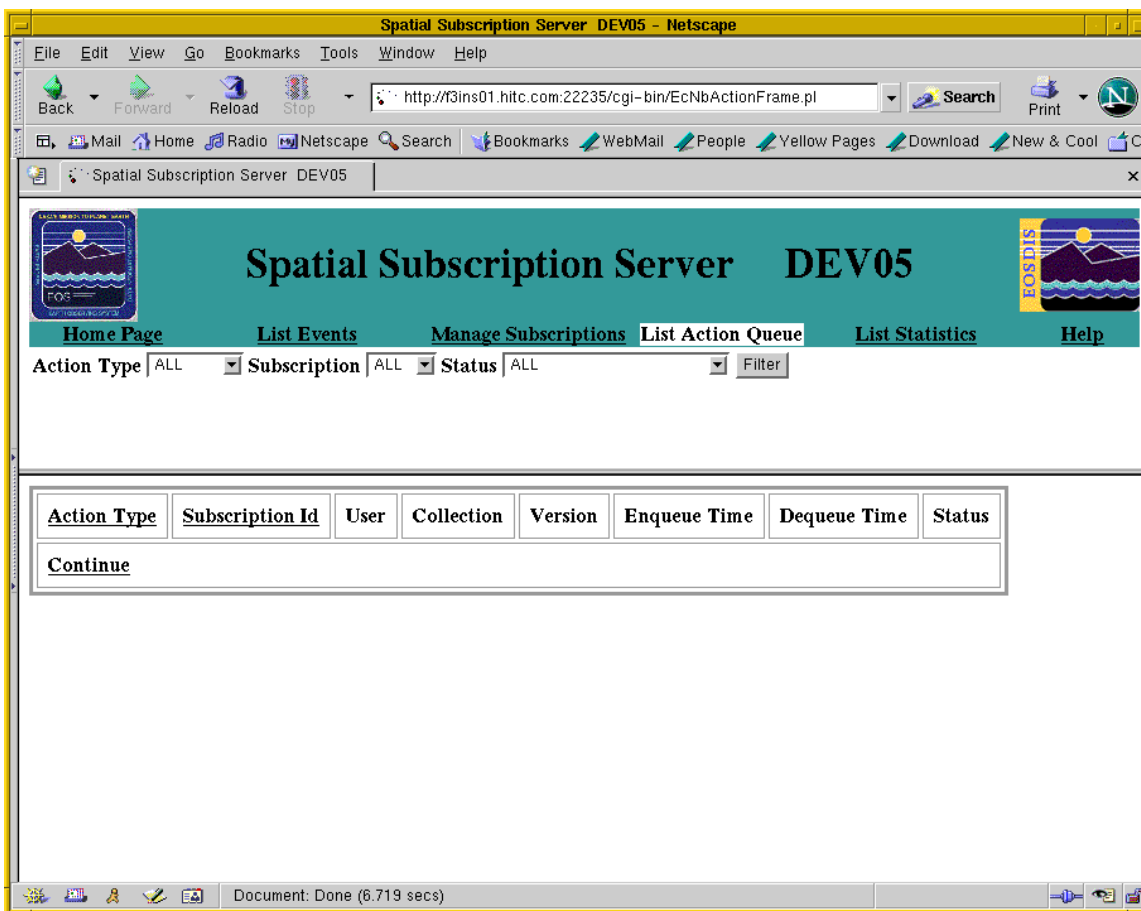 Spatial Subscription Server DEV05 - Netscape
File Edit View Go Bookmarks Tools Window Help
Back Forward Reload Stop http://f3ins01.hitc.com:22235/cgi-bin/EcNbActionFrame.pl Search Print N
Mail Home Radio Netscape Search Bookmarks WebMail People Yellow Pages Download New & Cool
Spatial Subscription Server DEV05
EOS
Spatial Subscription Server DEV05
EOSDIS
Home Page List Events Manage Subscriptions List Action Queue List Statistics Help
Action Type ALL Subscription ALL Status ALL Filter
Action Type Subscription Id User Collection Version Enqueue Time Dequeue Time Status
Continue
Document: Done (6.719 secs)